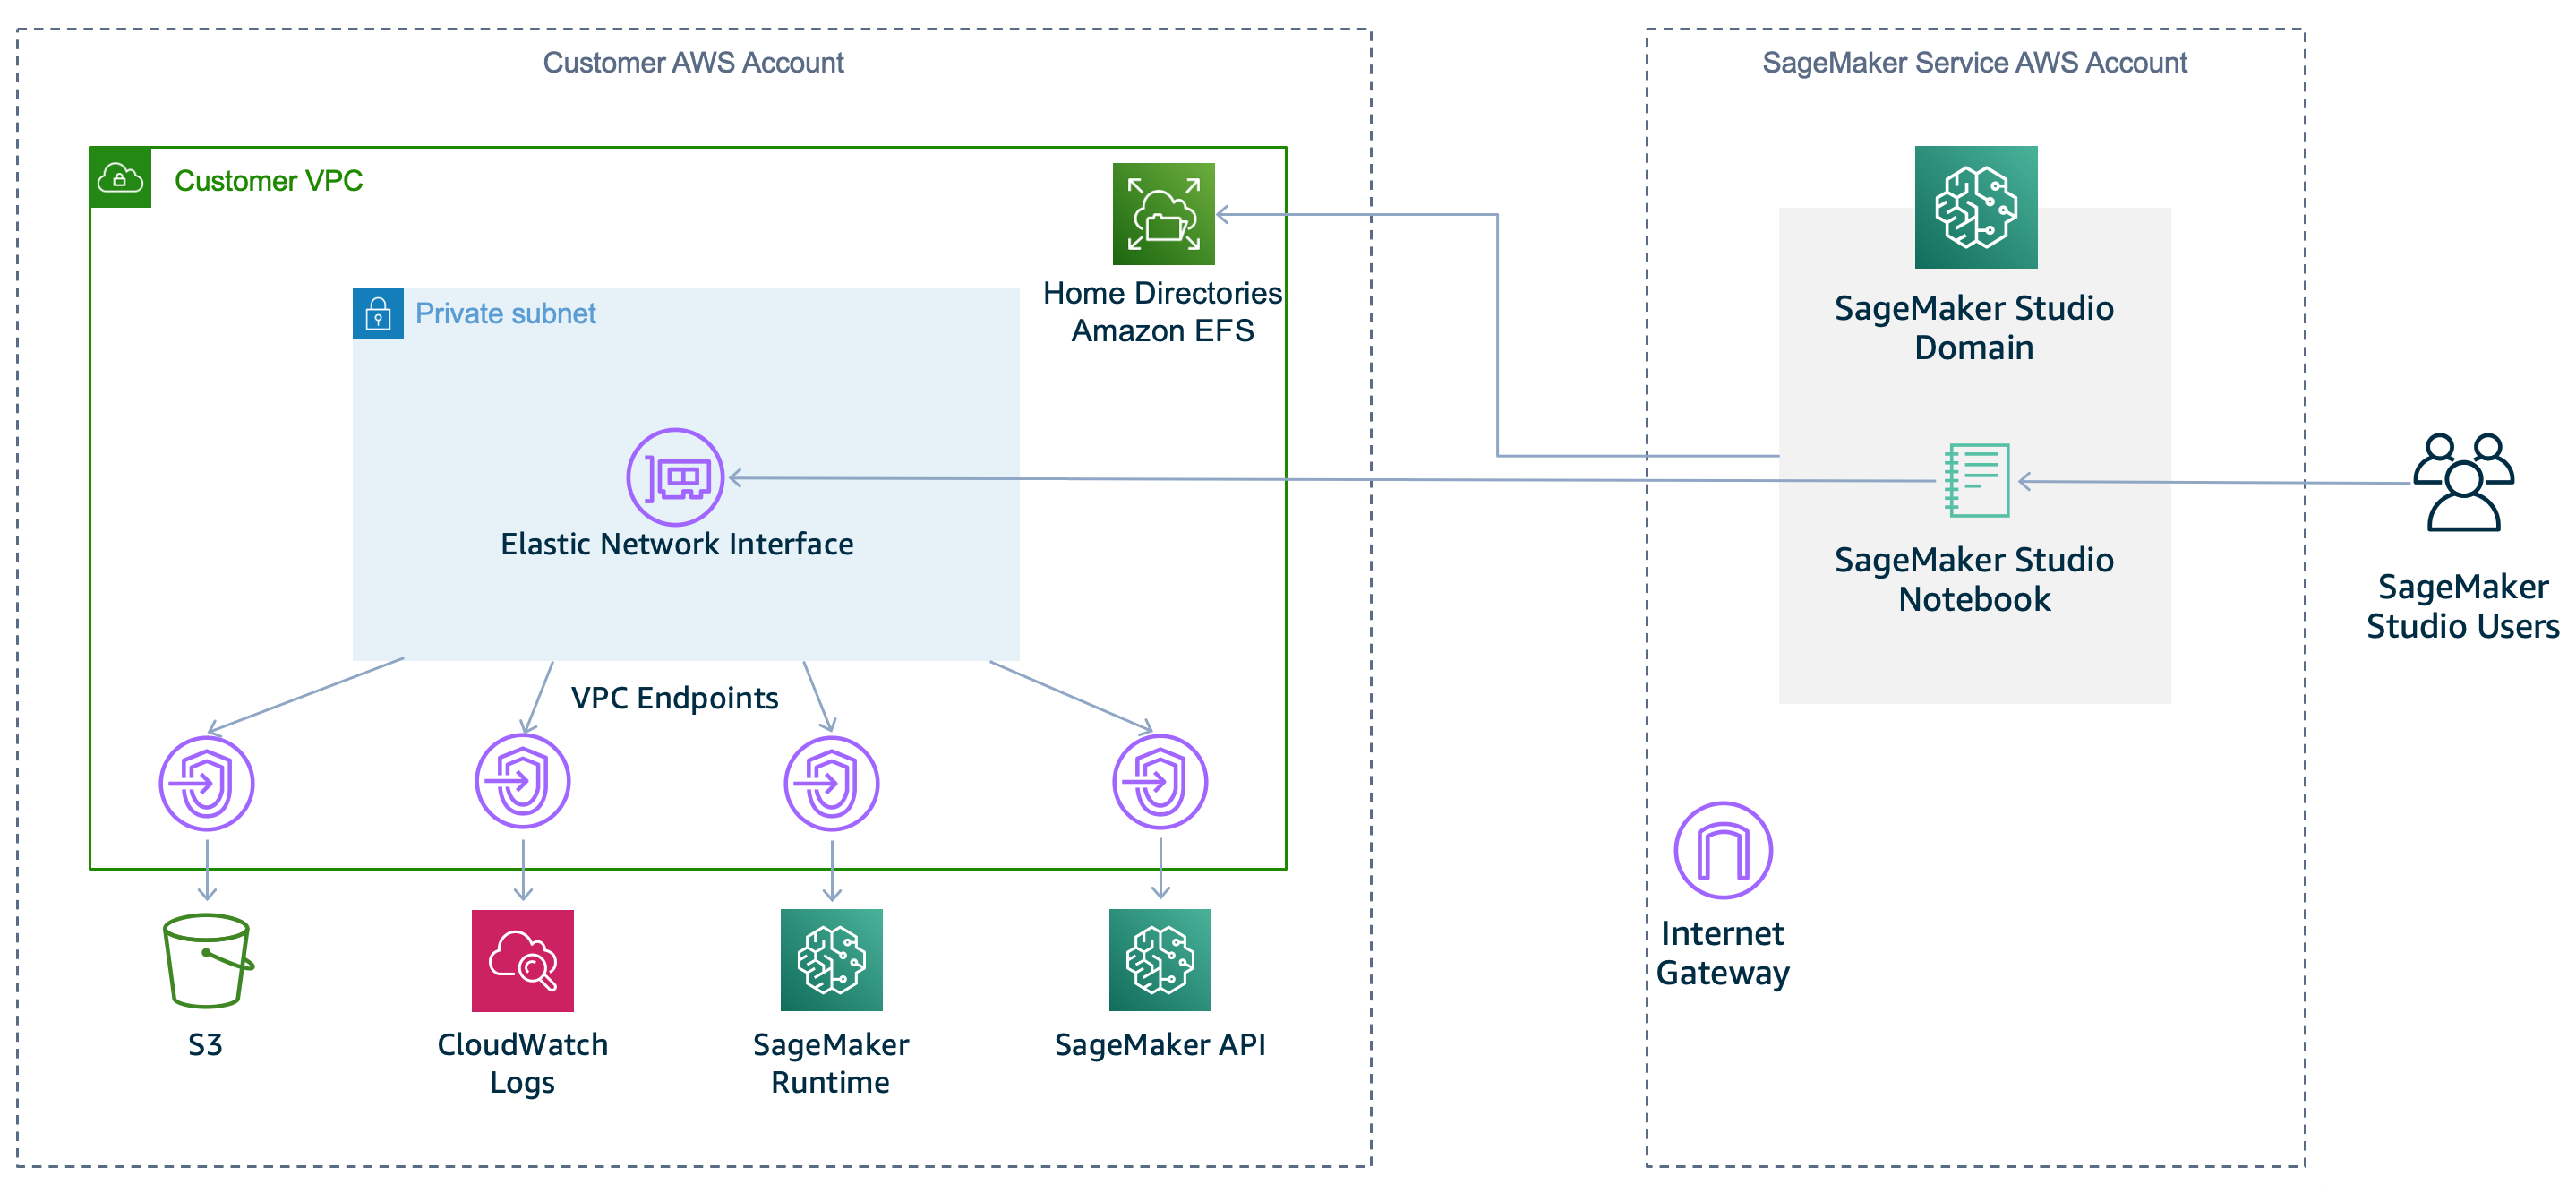 Customer AWS Account
SageMaker Service AWS Account
Customer VPC
Home Directories
Amazon EFS
Private subnet
Elastic Network Interface
VPC Endpoints
S3
CloudWatch
Logs
SageMaker
Runtime
SageMaker API
SageMaker Studio
Domain
SageMaker Studio
Notebook
Internet
Gateway
SageMaker
Studio Users